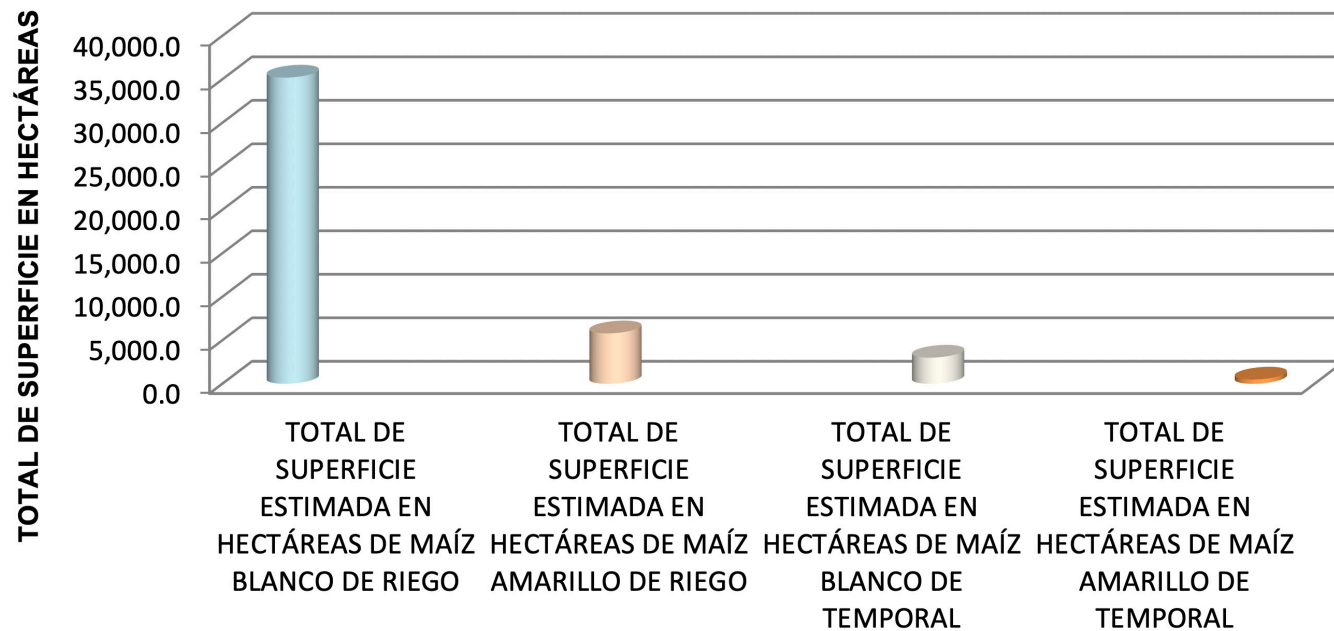 TOTAL DE SUPERFICIE EN HECTÁREAS
40,000.0
35,000.0
30,000.0
25,000.0
20,000.0
15,000.0
10,000.0
5,000.0
0.0
TOTAL DE
SUPERFICIE
ESTIMADA EN
HECTÁREAS DE MAÍZ
BLANCO DE RIEGO
TOTAL DE
SUPERFICIE
ESTIMADA EN
HECTÁREAS DE MAÍZ
AMARILLO DE RIEGO
TOTAL DE
SUPERFICIE
ESTIMADA EN
HECTÁREAS DE MAÍZ
BLANCO DE
TEMPORAL
TOTAL DE
SUPERFICIE
ESTIMADA EN
HECTÁREAS DE MAÍZ
AMARILLO DE
TEMPORAL